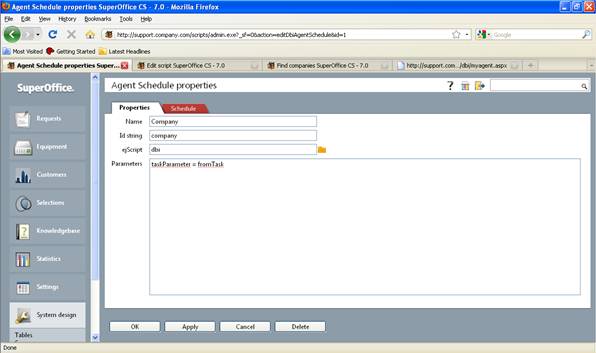 Agent Schedule properties SuperOffice CS - 7.0 - Mozilla Firefox
File Edit View History Bookmarks Tools Help
http://support.company.com/scripts/admin.exe?_sf=0&action=editDbiAgentSchedule&id=1
Google
Most Visited Getting Started Latest Headlines
Agent Schedule properties Super... Edit script SuperOffice CS - 7.0 Find companies SuperOffice CS - 7.0 http://support.com.../dbi/myagent.aspx
SuperOffice.
Agent Schedule properties
Requests
Equipment
Customers
Selections
Knowledgebase
Statistics
Settings
System design
Tables
Properties Schedule
Name Company
Id string company
ejScript dbi
Parameters taskParameter = fromTask
OK Apply Cancel Delete
Done